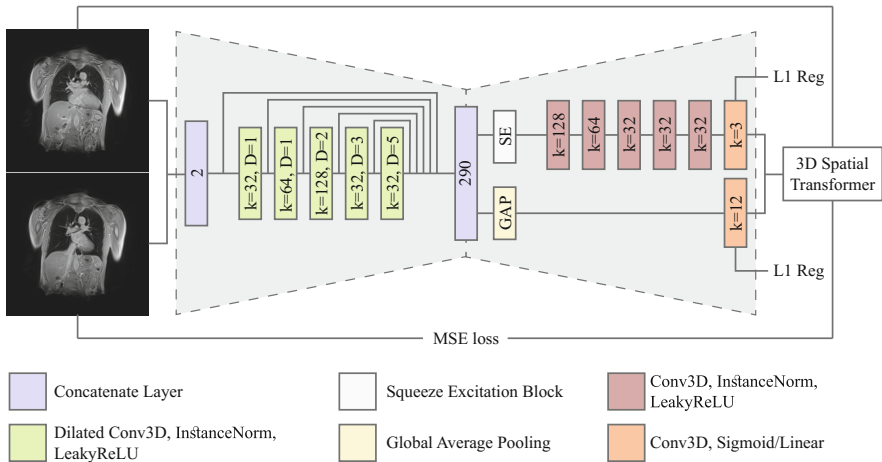 L1 Reg
2
k=32, D=1
k=64, D=1
k=128, D=2
k=32, D=3
k=32, D=5
290
SE
k=128
k=64
k=32
k=32
k=32
k=3
3D Spatial
Transformer
GAP
k=12
L1 Reg
MSE loss
Concatenate Layer
Squeeze Excitation Block
Conv3D, InstanceNorm,
LeakyReLU
Dilated Conv3D, InstanceNorm,
LeakyReLU
Global Average Pooling
Conv3D, Sigmoid/Linear